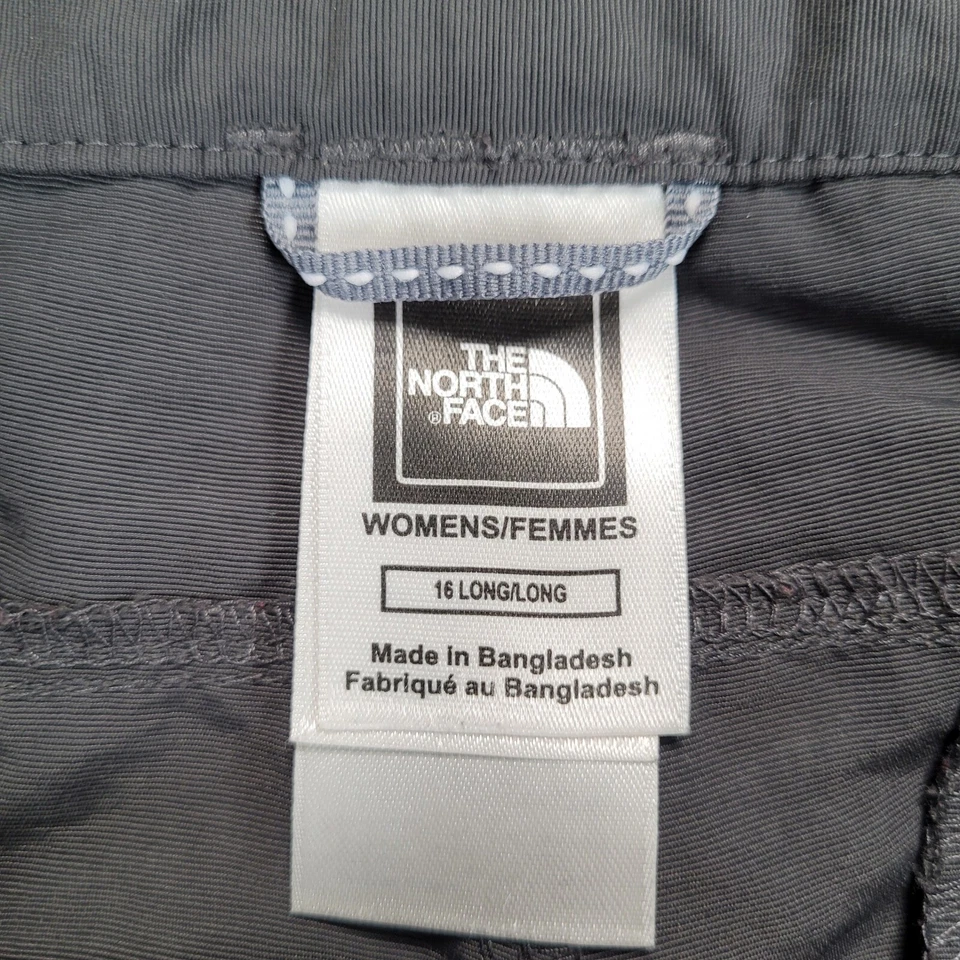 THE
NORTH
®FACE
WOMENS/FEMMES
16 LONG/LONG
Made in Bangladesh
Fabriqué au Bangladesh